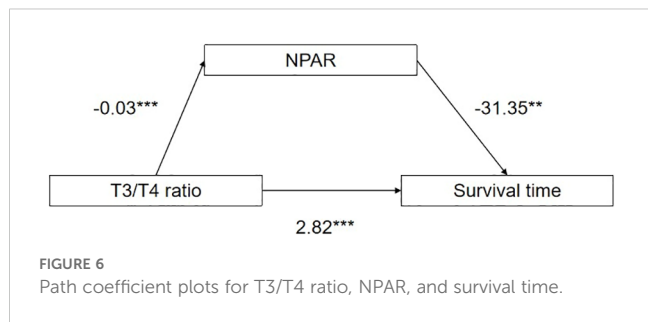 NPAR
-0.03***
-31.35**
T3/T4 ratio
Survival time
2.82***
FIGURE 6
Path coefficient plots for T3/T4 ratio, NPAR, and survival time.